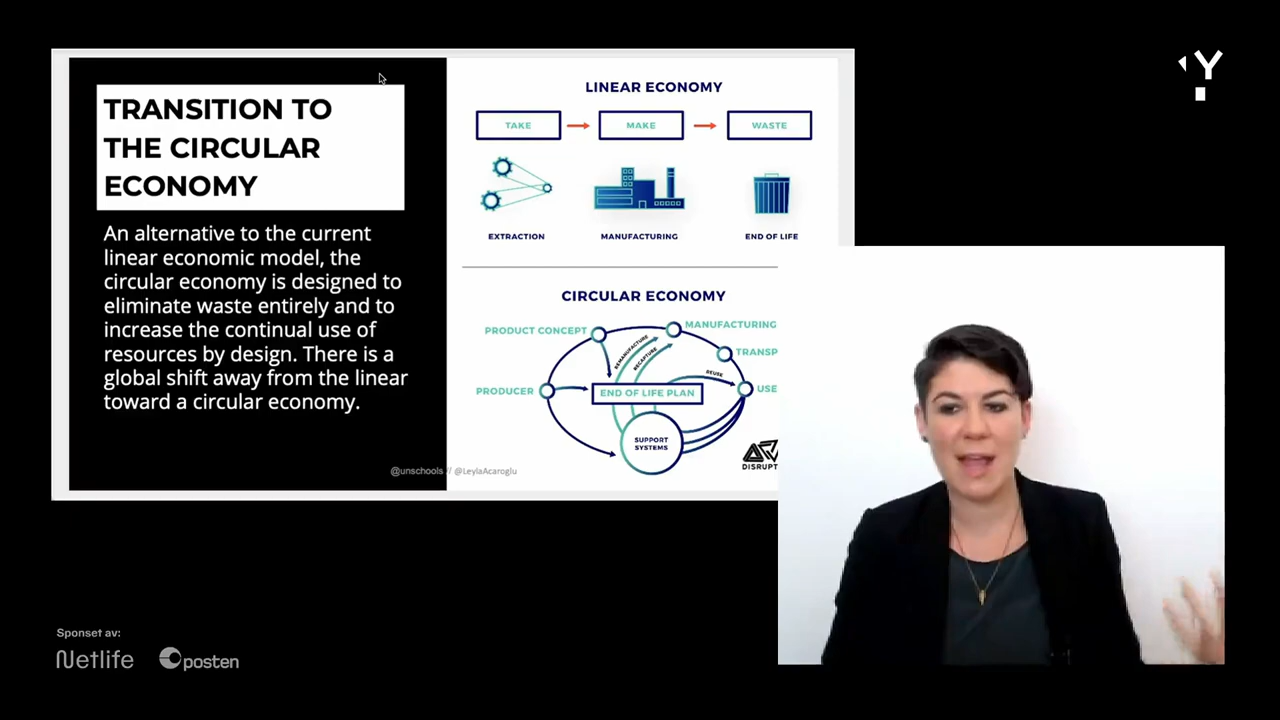 TRANSITION TO
THE CIRCULAR
ECONOMY
An alternative to the current
linear economic model, the
circular economy is designed to
eliminate waste entirely and to
increase the continual use of
resources by design. There is a
global shift away from the linear
toward a circular economy.
@unschools // @LeylaAcaroglu
LINEAR ECONOMY
TAKE
MAKE
WASTE
EXTRACTION
MANUFACTURING
END OF LIFE
CIRCULAR ECONOMY
PRODUCT CONCEPT
MANUFACTURING
REMANUFACTURE
RECAPTURE
TRANSP
REUSE
PRODUCER
END OF LIFE PLAN
USE
SUPPORT
SYSTEMS
DISRUPT
Y
Sponset av:
Netlify
posten